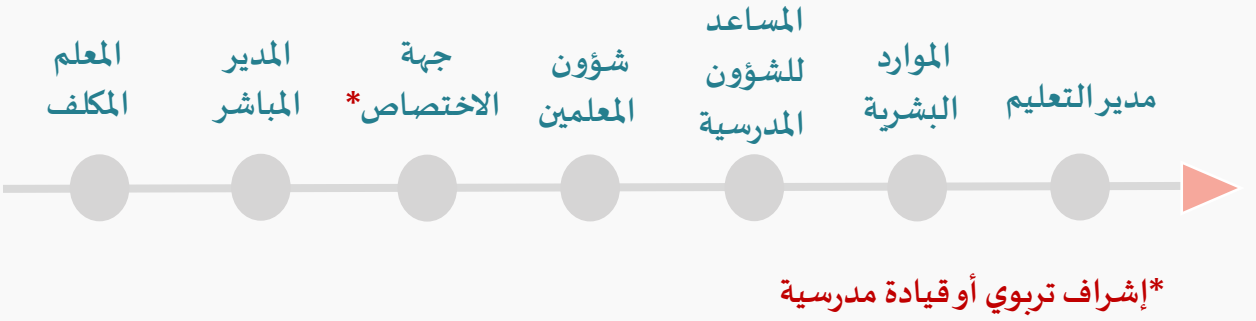 المعلم
المكلف
المدير
المباشر
جهة
الاختصاص*
شؤون
المعلمين
المساعد
للشؤون
المدرسية
الموارد
البشرية
مدير التعليم
*إشراف تربوي أو قيادة مدرسية